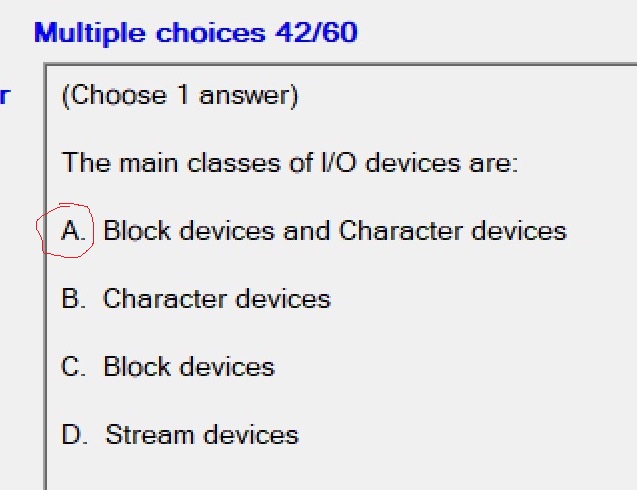 Multiple choices 42/60
r
(Choose 1 answer)
The main classes of I/O devices are:
A. Block devices and Character devices
B. Character devices
C. Block devices
D. Stream devices